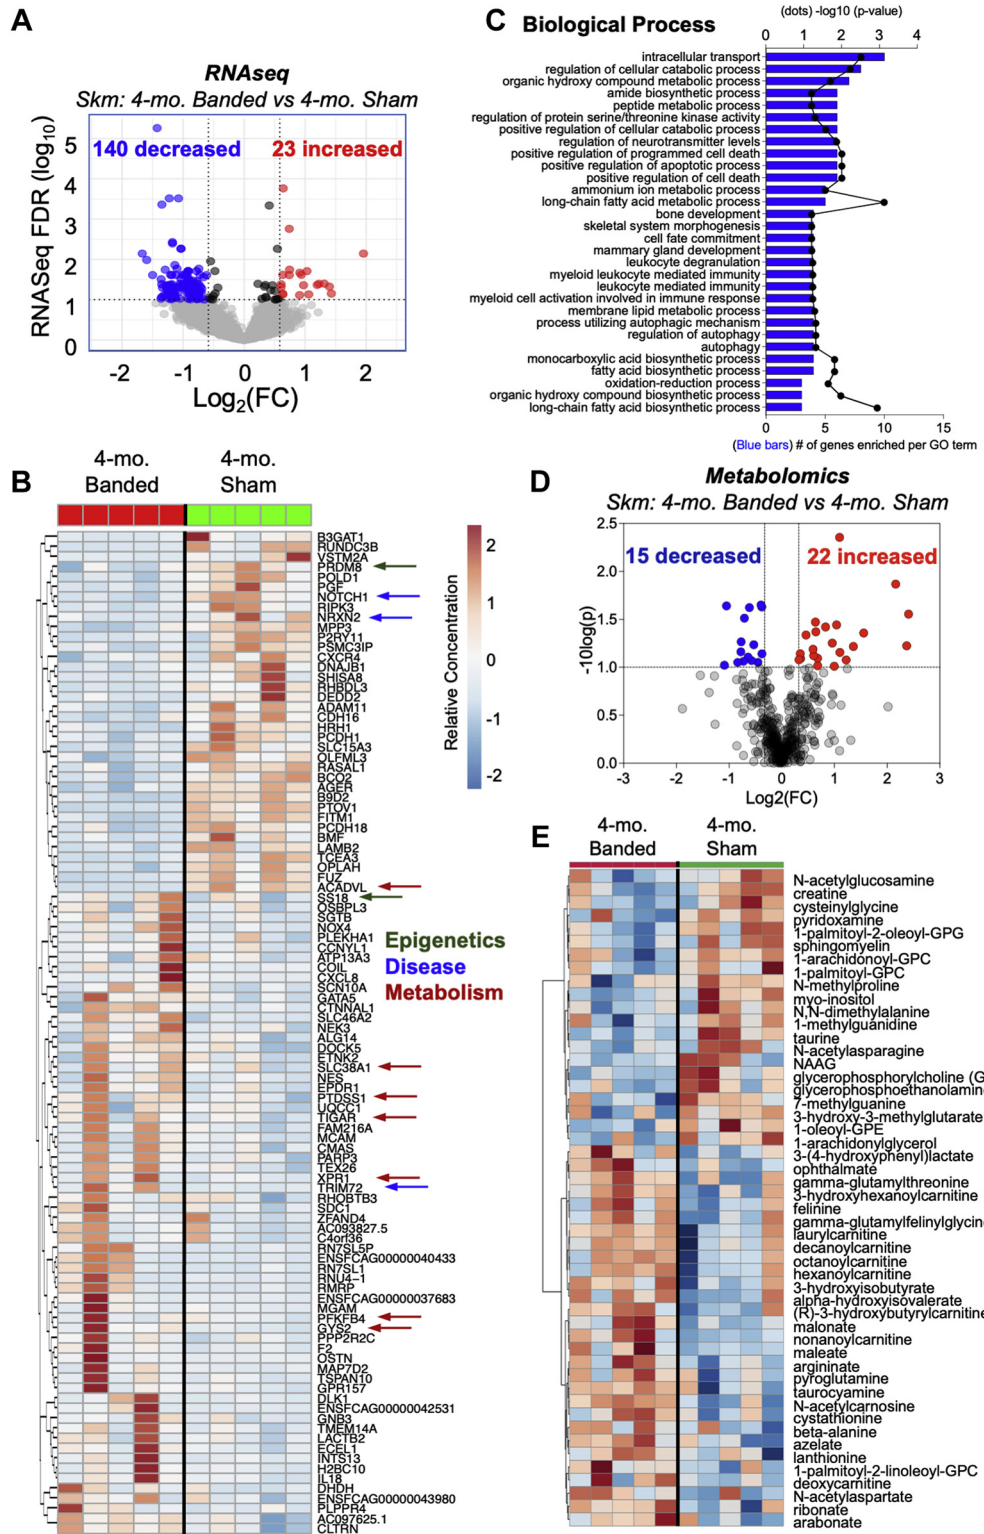 A
RNAseq
Skm: 4-mo. Banded vs 4-mo. Sham
140 decreased
23 increased
RNASeq FDR (log10)
5
4
3
2
1
0
-2
-1
0
1
2
Log2(FC)
B
4-mo.
Banded
4-mo.
Sham
B3GAT1
RUNDC3B
VSTM2A
PRDM8
POLD1
PGF
NOTCH1
RIPK3
NRXN2
MPP3
P2RY11
PSMC3IP
CXCR4
DNAJB1
SHISA8
RHBDL3
DEDD2
ADAM11
CDH16
HRH1
PCDH1
SLC15A3
OLFML3
RASAL1
BCO2
AGER
B9D2
PTOV1
FITM1
PCDH18
BMF
LAMB2
TCEA3
OPLAH
FUZ
ACADVL
SS18
OSBPL3
SGTB
NOX4
PLEKHA1
CCNYL1
ATP13A3
COIL
CXCL8
SCN10A
GATA5
CTNNAL1
SLC46A2
NEK3
ALG14
DOCK5
ETNK2
SLC38A1
NES
EPDR1
PTDSS1
UQCC1
TIGAR
FAM216A
MCAM
CMAS
PARP3
TEX26
XPR1
TRIM72
RHOBTB3
SDC1
ZFAND4
AC093827.5
C4orf36
RN7SL5P
ENSFCAG00000040433
RN7SL1
RNU4-1
RMRP
ENSFCAG00000037683
MGAM
PFKFB4
GYS2
PPP2R2C
F2
OSTN
MAP7D2
TSPAN10
GPR157
DLK1
ENSFCAG00000042531
GNB3
TMEM14A
LACTB2
ECEL1
INTS13
H2BC10
IL18
DHDH
ENSFCAG00000043980
PLPPR4
AC097625.1
CLTRN
Relative Concentration
2
1
0
-1
-2
Epigenetics
Disease
Metabolism
C
Biological Process
(dots) -log10 (p-value)
0
1
2
3
4
intracellular transport
regulation of cellular catabolic process
organic hydroxy compound metabolic process
amide biosynthetic process
peptide metabolic process
regulation of protein serine/threonine kinase activity
positive regulation of cellular catabolic process
regulation of neurotransmitter levels
positive regulation of programmed cell death
positive regulation of apoptotic process
positive regulation of cell death
ammonium ion metabolic process
long-chain fatty acid metabolic process
bone development
skeletal system morphogenesis
cell fate commitment
mammary gland development
leukocyte degranulation
myeloid leukocyte mediated immunity
leukocyte mediated immunity
myeloid cell activation involved in immune response
membrane lipid metabolic process
process utilizing autophagic mechanism
regulation of autophagy
autophagy
monocarboxylic acid biosynthetic process
fatty acid biosynthetic process
oxidation-reduction process
organic hydroxy compound biosynthetic process
long-chain fatty acid biosynthetic process
0
5
10
15
(Blue bars) # of genes enriched per GO term
D
Metabolomics
Skm: 4-mo. Banded vs 4-mo. Sham
15 decreased
22 increased
-10log(p)
2.5
2.0
1.5
1.0
0.5
0.0
-3
-2
-1
0
1
2
3
Log2(FC)
E
4-mo.
Banded
4-mo.
Sham
N-acetylglucosamine
creatine
cysteinylglycine
pyridoxamine
1-palmitoyl-2-oleoyl-GPG
sphingomyelin
1-arachidonoyl-GPC
1-palmitoyl-GPC
N-methylproline
myo-inositol
N,N-dimethylalanine
1-methylguanidine
taurine
N-acetylasparagine
NAAG
glycerophosphorylcholine (G
glycerophosphoethanolamin
7-methylguanine
3-hydroxy-3-methylglutarate
1-oleoyl-GPE
1-arachidonylglycerol
3-(4-hydroxyphenyl)lactate
ophthalmate
gamma-glutamylthreonine
3-hydroxyhexanoylcarnitine
felinine
gamma-glutamylfelinylglycin
laurylcarnitine
decanoylcarnitine
octanoylcarnitine
hexanoylcarnitine
3-hydroxyisobutyrate
alpha-hydroxyisovalerate
(R)-3-hydroxybutyrylcarnitine
malonate
nonanoylcarnitine
maleate
argininate
pyroglutamine
taurocyamine
N-acetylcarnosine
cystathionine
beta-alanine
azelate
lanthionine
1-palmitoyl-2-linoleoyl-GPC
deoxycarnitine
N-acetylaspartate
ribonate
arabonate